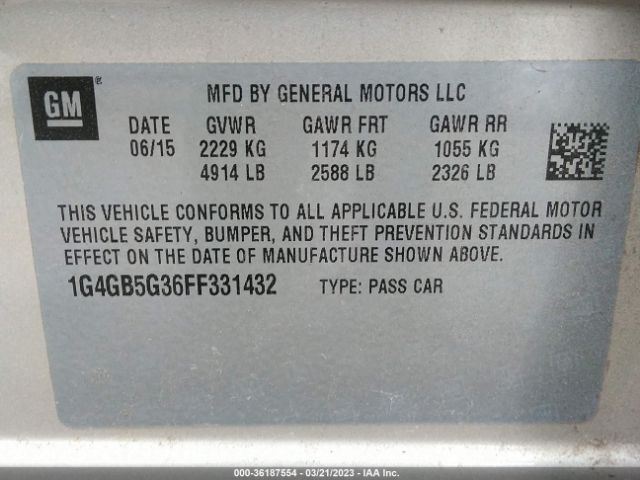 GM®
MFD BY GENERAL MOTORS LLC
DATE GVWR GAWR FRT GAWR RR
06/15 2229 KG 1174 KG 1055 KG
4914 LB 2588 LB 2326 LB
THIS VEHICLE CONFORMS TO ALL APPLICABLE U.S. FEDERAL MOTOR
VEHICLE SAFETY, BUMPER, AND THEFT PREVENTION STANDARDS IN
EFFECT ON THE DATE OF MANUFACTURE SHOWN ABOVE.
1G4GB5G36FF331432 TYPE: PASS CAR
000-36187554 - 03/21/2023 - IAA Inc.